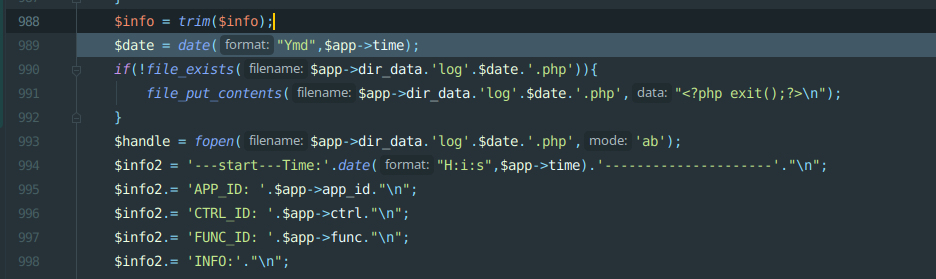 988 $info = trim($info);
989 $date = date( format: "Ymd",$app->time);
990 if(!file_exists( filename: $app->dir_data.'log'.$date.'.php')){
991 file_put_contents( filename: $app->dir_data.'log'.$date.'.php', data: "<?php exit();?>\n");
992 }
993 $handle = fopen( filename: $app->dir_data.'log'.$date.'.php', mode: 'ab');
994 $info2 = '---start---Time:'.date( format: "H:i:s",$app->time).'---------------------'."\n";
995 $info2.= 'APP_ID: '.$app->app_id."\n";
996 $info2.= 'CTRL_ID: '.$app->ctrl."\n";
997 $info2.= 'FUNC_ID: '.$app->func."\n";
998 $info2.= 'INFO:'."\n";